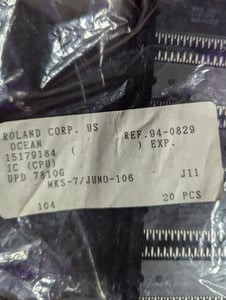 ROLAND CORP. US REF.94-0829
OCEAN ( ) EXP.
15179184
IC (CPU)
UPD 7810G
MKS-7/JUNO-106 J11
104 20 PCS